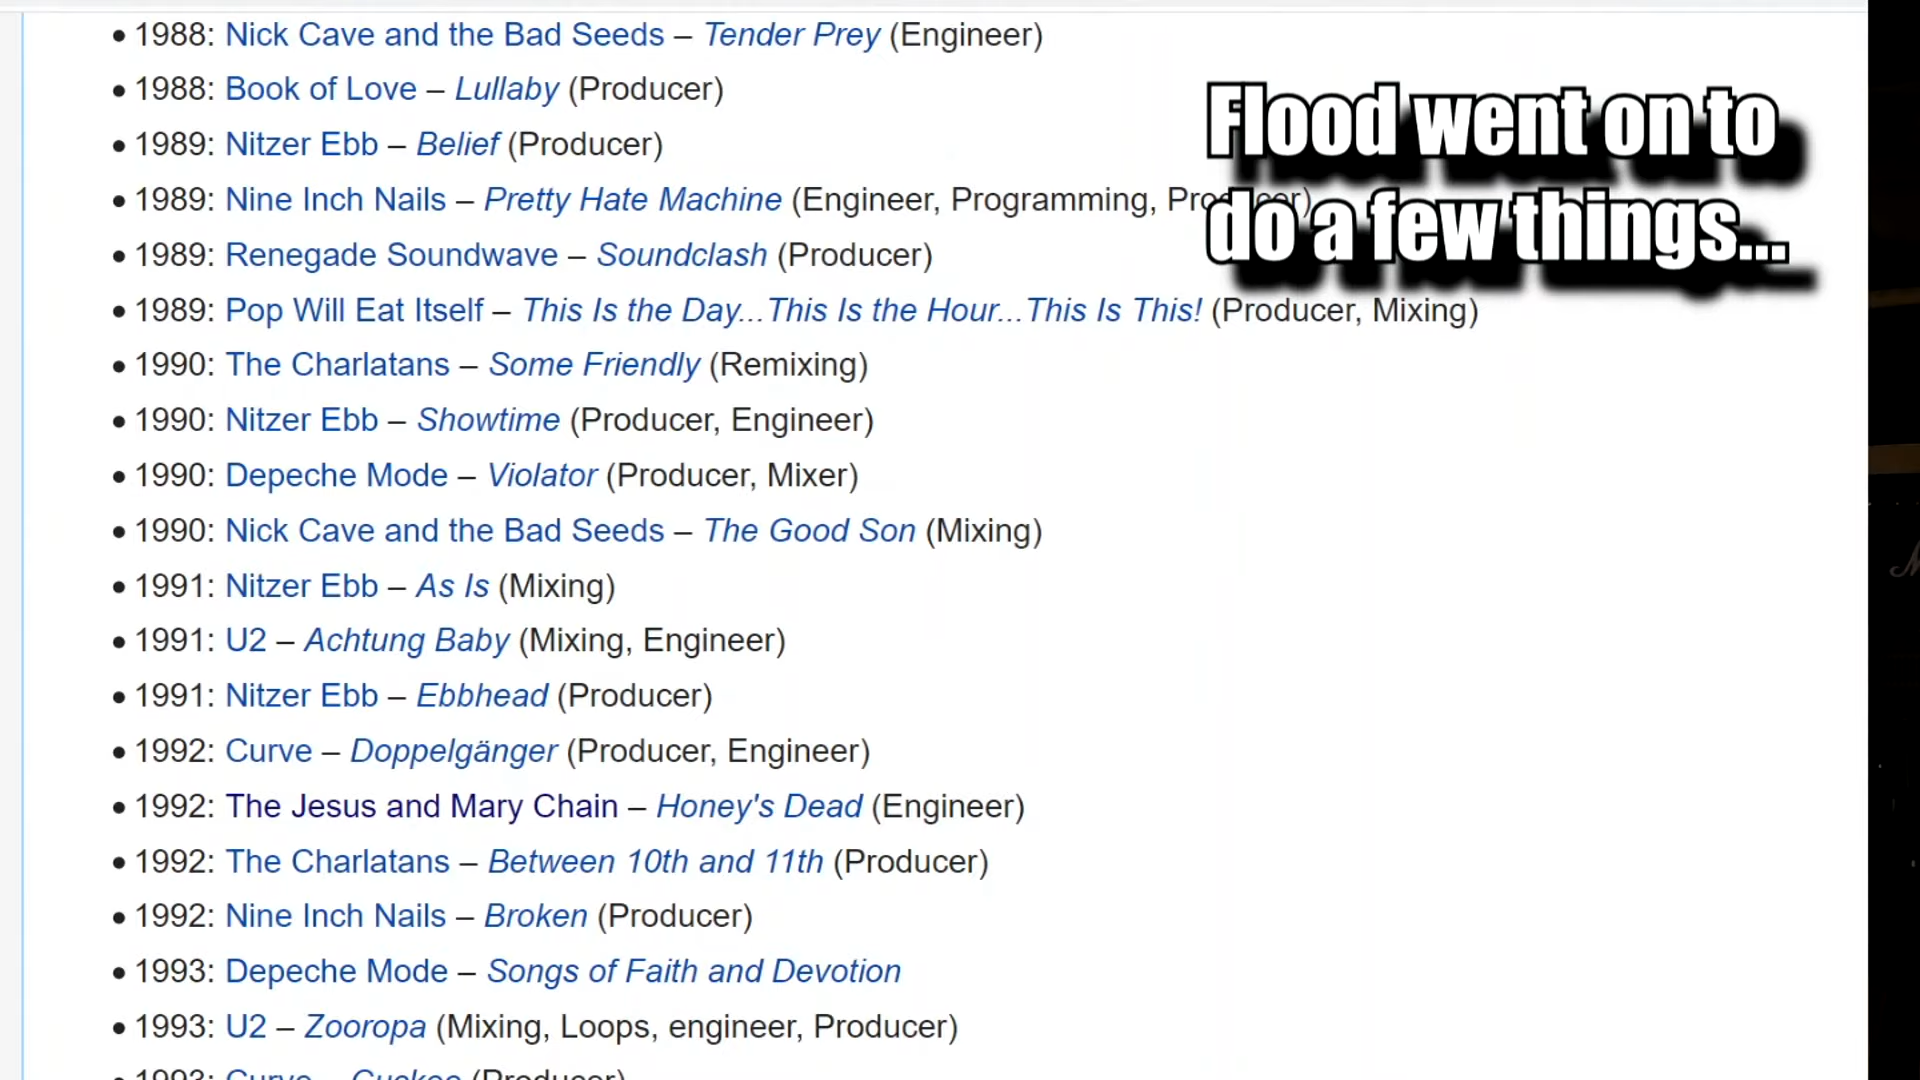 1988: Nick Cave and the Bad Seeds – Tender Prey (Engineer)
1988: Book of Love – Lullaby (Producer)
Flood went on to
do a few things...
1989: Nitzer Ebb – Belief (Producer)
1989: Nine Inch Nails – Pretty Hate Machine (Engineer, Programming, Producer)
1989: Renegade Soundwave – Soundclash (Producer)
1989: Pop Will Eat Itself – This Is the Day...This Is the Hour...This Is This! (Producer, Mixing)
1990: The Charlatans – Some Friendly (Remixing)
1990: Nitzer Ebb – Showtime (Producer, Engineer)
1990: Depeche Mode – Violator (Producer, Mixer)
1990: Nick Cave and the Bad Seeds – The Good Son (Mixing)
1991: Nitzer Ebb – As Is (Mixing)
1991: U2 – Achtung Baby (Mixing, Engineer)
1991: Nitzer Ebb – Ebbhead (Producer)
1992: Curve – Doppelgänger (Producer, Engineer)
1992: The Jesus and Mary Chain – Honey's Dead (Engineer)
1992: The Charlatans – Between 10th and 11th (Producer)
1992: Nine Inch Nails – Broken (Producer)
1993: Depeche Mode – Songs of Faith and Devotion
1993: U2 – Zooropa (Mixing, Loops, engineer, Producer)
1993: Curve – Cuckoo (Producer)